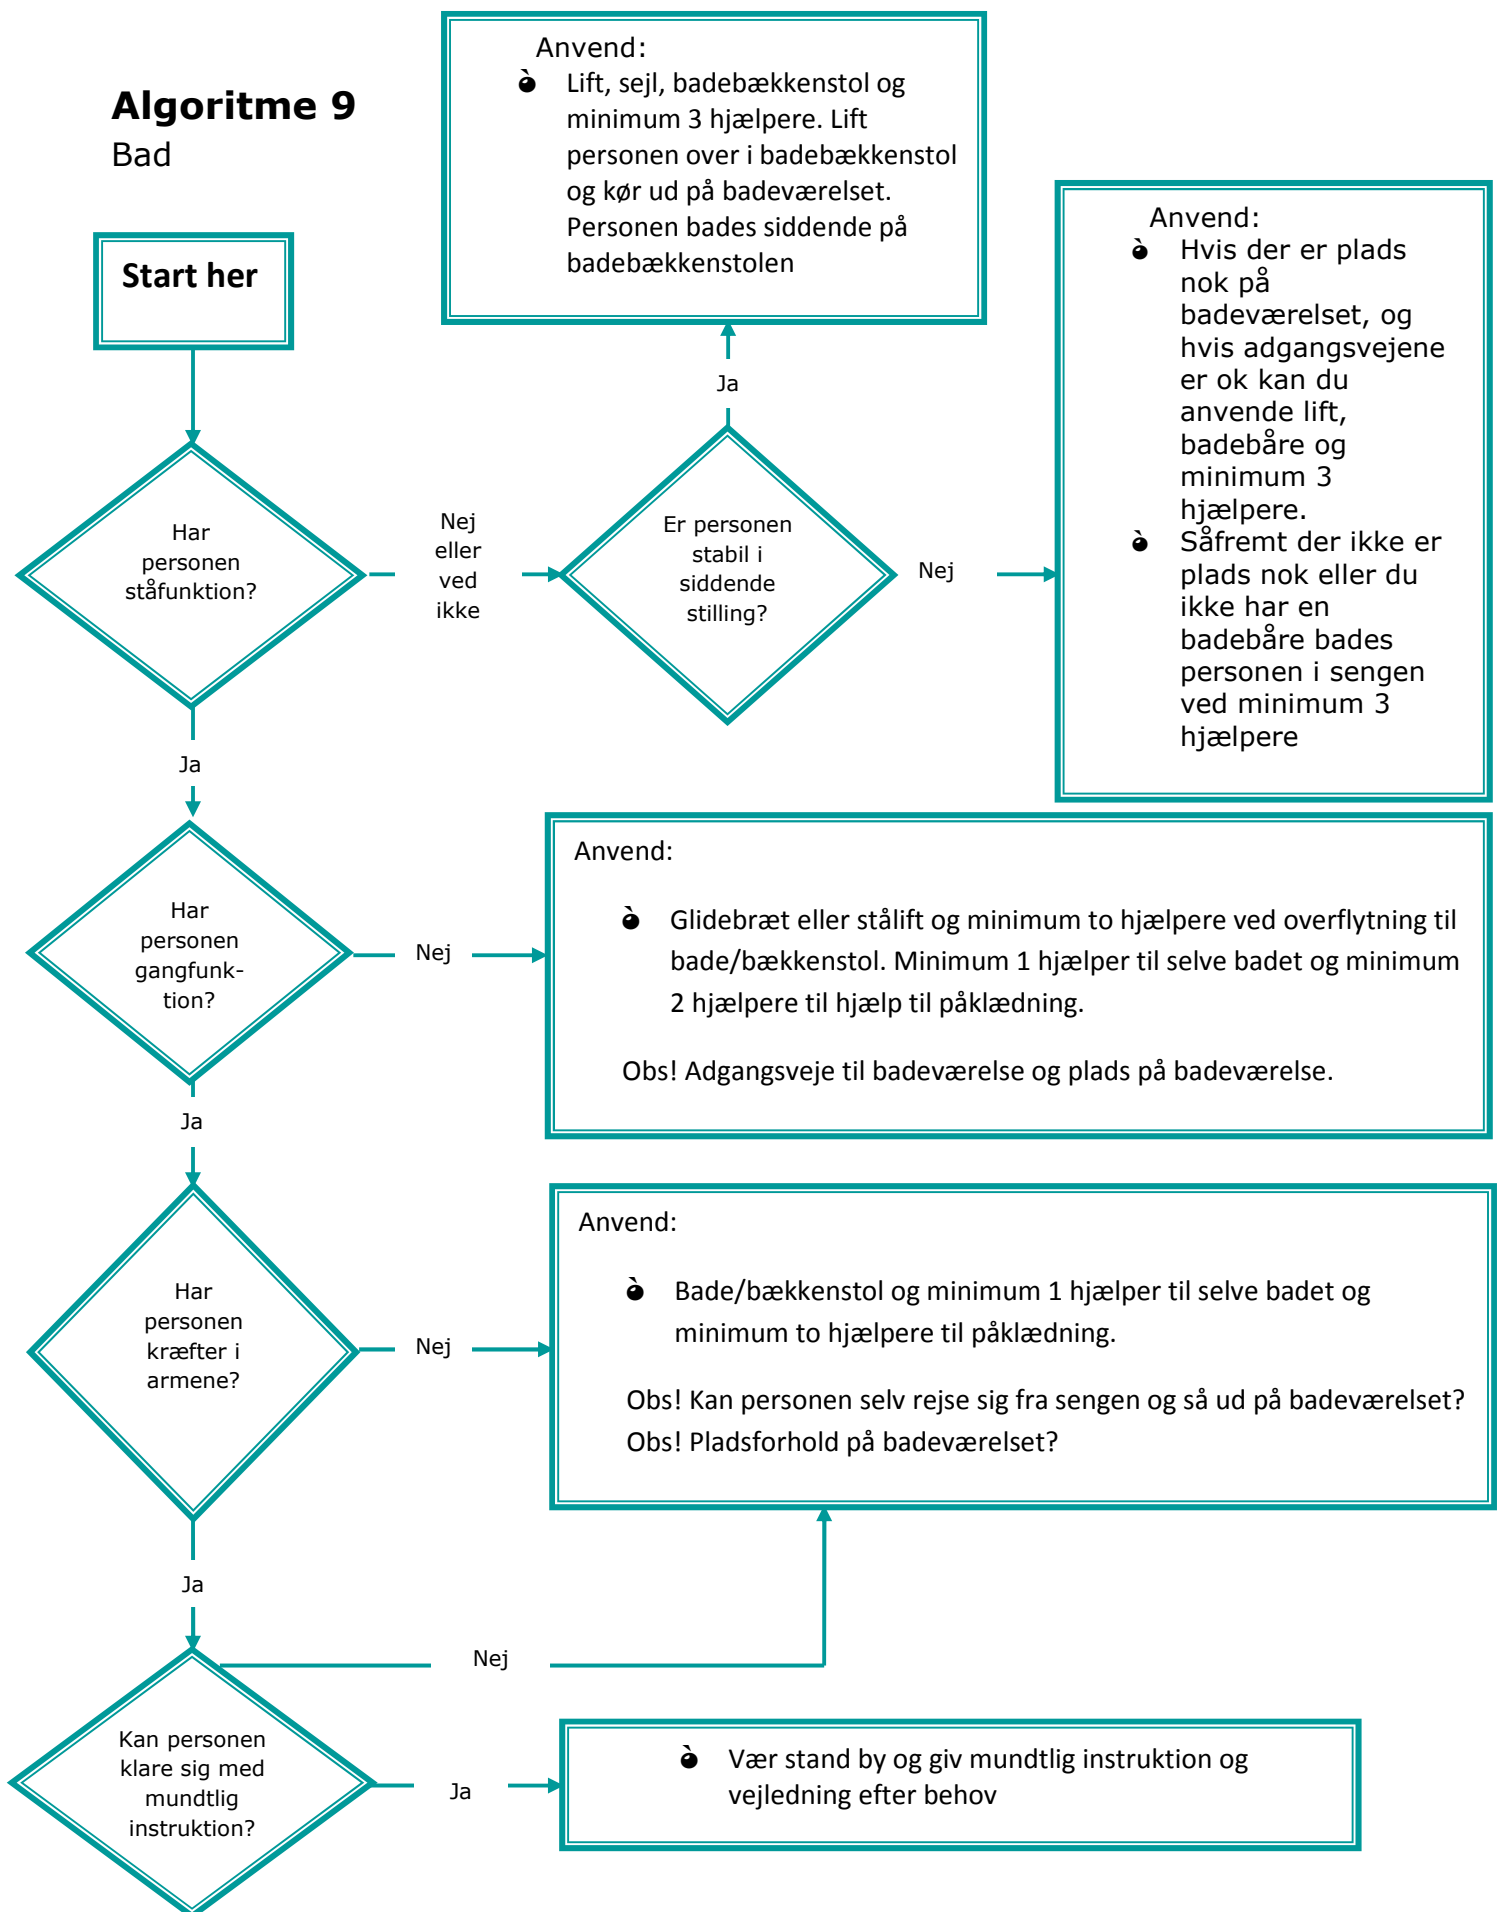 Algoritme 9
Bad
Start her
Anvend:
Lift, sejl, badebækkenstol og
minimum 3 hjælpere. Lift
personen over i badebækkenstol
og kør ud på badeværelset.
Personen bades siddende på
badebækkenstolen
Ja
Anvend:
Hvis der er plads
nok på
badeværelset, og
hvis adgangsvejene
er ok kan du
anvende lift,
badebåre og
minimum 3
hjælpere.
Såfremt der ikke er
plads nok eller du
ikke har en
badebåre bades
personen i sengen
ved minimum 3
hjælpere
Har
personen
ståfunktion?
Nej
eller
ved
ikke
Er personen
stabil i
siddende
stilling?
Nej
Ja
Har
personen
gangfunk-
tion?
Nej
Anvend:
Glidebræt eller stålift og minimum to hjælpere ved overflytning til
bade/bækkenstol. Minimum 1 hjælper til selve badet og minimum
2 hjælpere til hjælp til påklædning.
Obs! Adgangsveje til badeværelse og plads på badeværelse.
Ja
Har
personen
kræfter i
armene?
Nej
Anvend:
Bade/bækkenstol og minimum 1 hjælper til selve badet og
minimum to hjælpere til påklædning.
Obs! Kan personen selv rejse sig fra sengen og så ud på badeværelset?
Obs! Pladsforhold på badeværelset?
Ja
Nej
Kan personen
klare sig med
mundtlig
instruktion?
Ja
Vær stand by og giv mundtlig instruktion og
vejledning efter behov